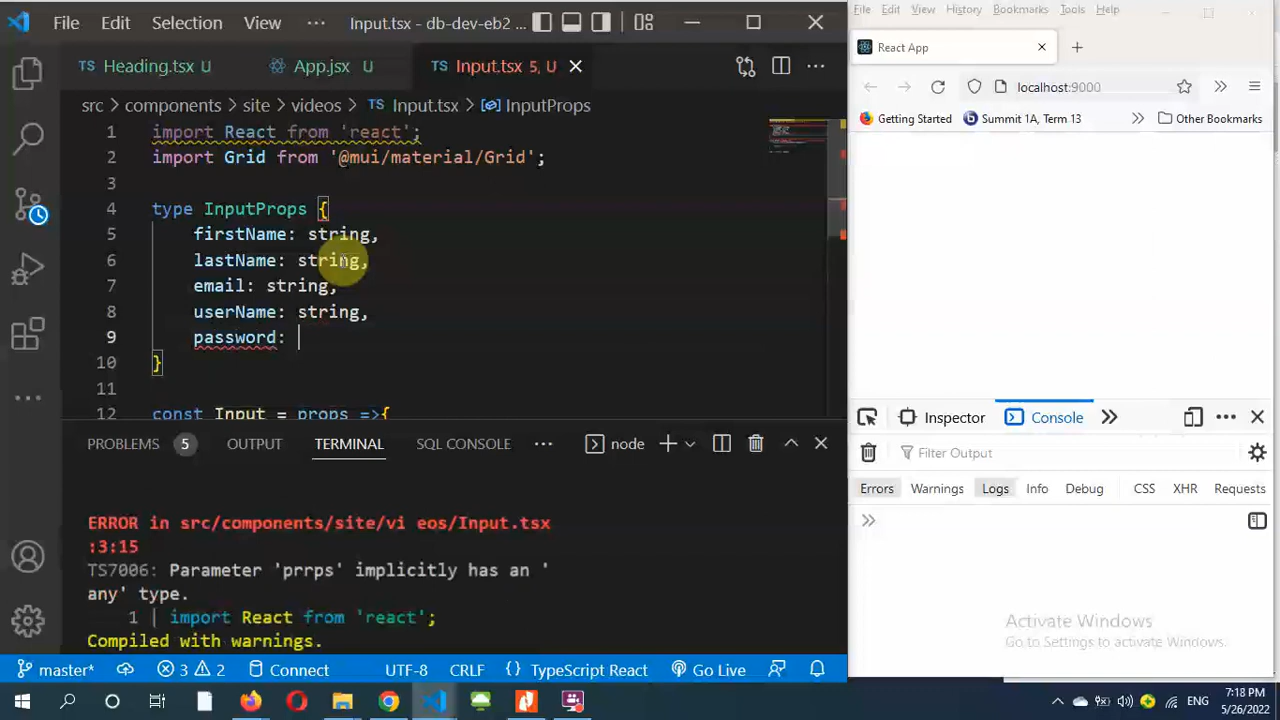 File Edit Selection View ··· Input.tsx - db-dev-eb2 ...
Heading.tsx U App.jsx U Input.tsx 5, U
src > components > site > videos > TS Input.tsx > InputProps
1 import React from 'react';
2 import Grid from '@mui/material/Grid';
3
4 type InputProps {
5 firstName: string,
6 lastName: string,
7 email: string,
8 userName: string,
9 password:
10 }
11
12 const Input = props =>{
PROBLEMS 5 OUTPUT TERMINAL SQL CONSOLE ··· node
ERROR in src/components/site/vi eos/Input.tsx
:3:15
TS7006: Parameter 'prrps' implicitly has an '
any' type.
1 | import React from 'react';
Compiled with warnings.
master* 3 2 Connect UTF-8 CRLF {} TypeScript React Go Live
File Edit View History Bookmarks Tools Help
React App
localhost:9000
Getting Started Summit 1A, Term 13 Other Bookmarks
Inspector Console
Filter Output
Errors Warnings Logs Info Debug CSS XHR Requests
Activate Windows
Go to Settings to activate Windows.
ENG 7:18 PM
5/26/2022